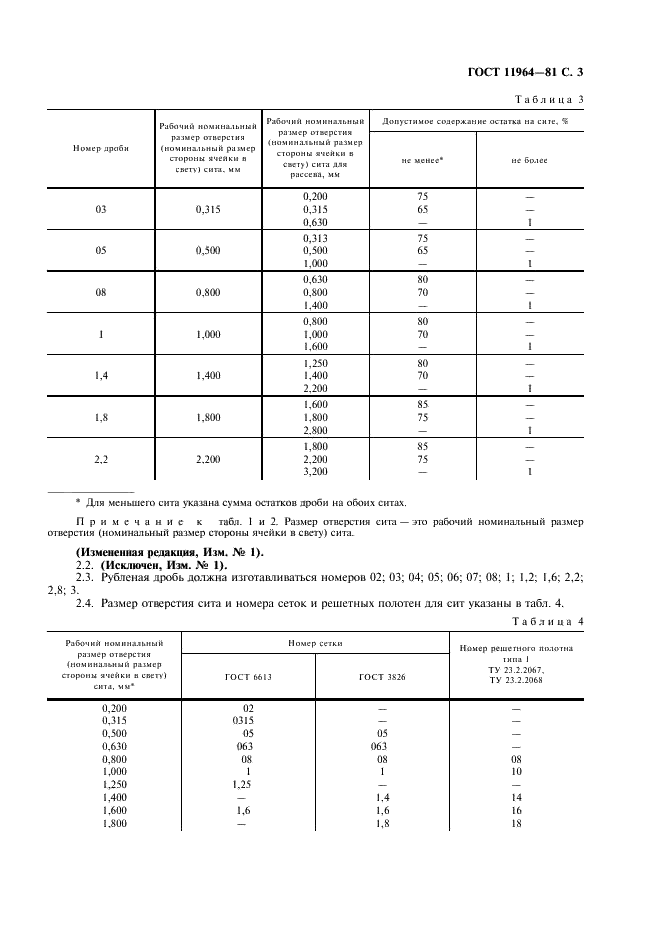 ГОСТ 11964—81 С. 3
Таблица 3
Номер дроби
Рабочий номинальный
размер отверстия
(номинальный размер
стороны ячейки в
свету) сита, мм
Рабочий номинальный
размер отверстия
(номинальный размер
стороны ячейки в
свету) сита для
рассева, мм
Допустимое содержание остатка на сите, %
не менее*
не более
0,200 75 —
03 0,315 0,315 65 —
0,630 — 1
0,313 75 —
05 0,500 0,500 65 —
1,000 — 1
0,630 80 —
08 0,800 0,800 70 —
1,400 — 1
0,800 80 —
1 1,000 1,000 70 —
1,600 — 1
1,250 80 —
1,4 1,400 1,400 70 —
2,200 — 1
1,600 85 —
1,8 1,800 1,800 75 —
2,800 — 1
1,800 85 —
2,2 2,200 2,200 75 —
3,200 — 1
* Для меньшего сита указана сумма остатков дроби на обоих ситах.
Примечание к табл. 1 и 2. Размер отверстия сита — это рабочий номинальный размер
отверстия (номинальный размер стороны ячейки в свету) сита.
(Измененная редакция, Изм. № 1).
2.2. (Исключен, Изм. № 1).
2.3. Рубленая дробь должна изготавливаться номеров 02; 03; 04; 05; 06; 07; 08; 1; 1,2; 1,6; 2,2;
2,8; 3.
2.4. Размер отверстия сита и номера сеток и решетных полотен для сит указаны в табл. 4.
Таблица 4
Рабочий номинальный
размер отверстия
(номинальный размер
стороны ячейки в свету)
сита, мм*
Номер сетки
ГОСТ 6613
ГОСТ 3826
Номер решетного полотна
типа 1
ТУ 23.2.2067,
ТУ 23.2.2068
0,200 02 — —
0,315 0315 — —
0,500 05 05 —
0,630 063 063 —
0,800 08 08 08
1,000 1 1 10
1,250 1,25 — —
1,400 — 1,4 14
1,600 1,6 1,6 16
1,800 — 1,8 18